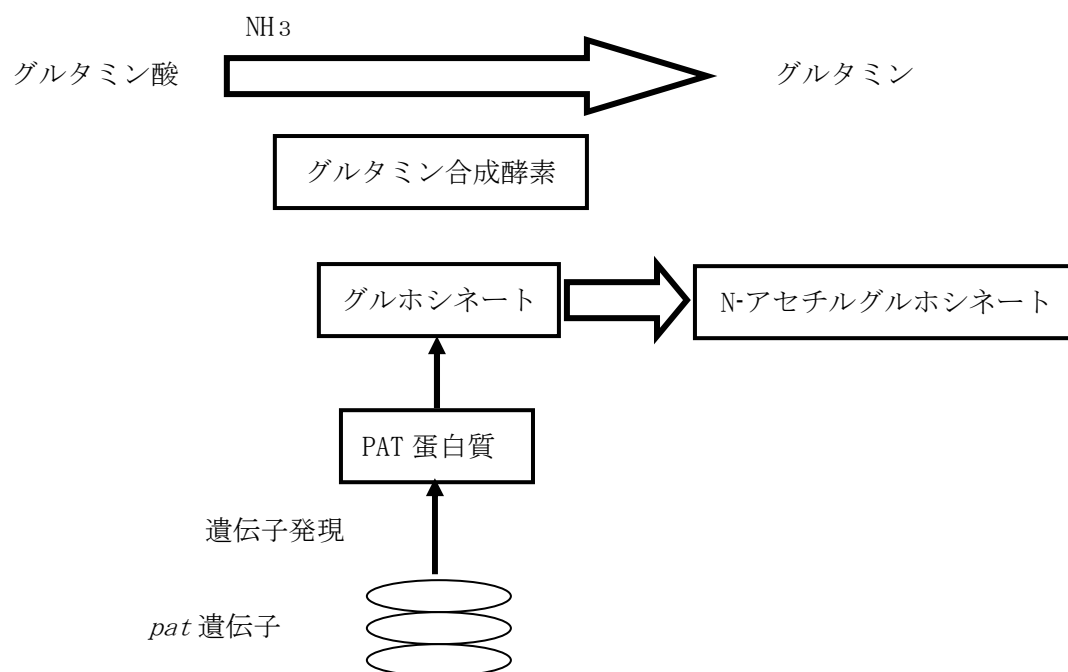 NH3
グルタミン酸
グルタミン
グルタミン合成酵素
グルホシネート
N-アセチルグルホシネート
PAT 蛋白質
遺伝子発現
pat 遺伝子